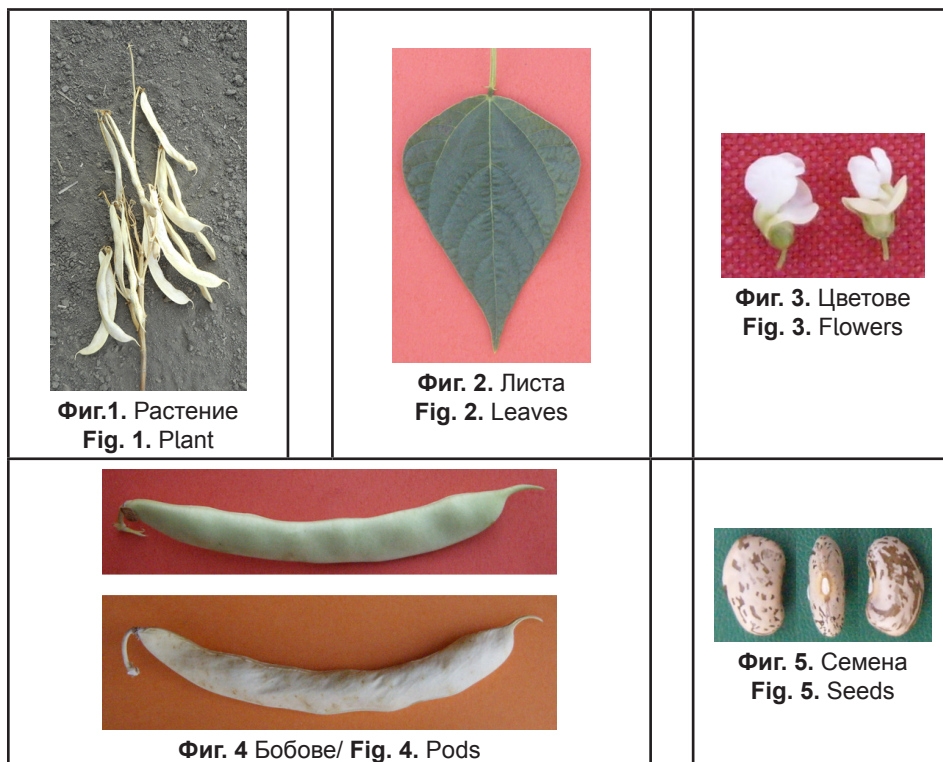 Фиг.1. Растение
Fig. 1. Plant
Фиг. 2. Листа
Fig. 2. Leaves
Фиг. 3. Цветове
Fig. 3. Flowers
Фиг. 4 Бобове/ Fig. 4. Pods
Фиг. 5. Семена
Fig. 5. Seeds